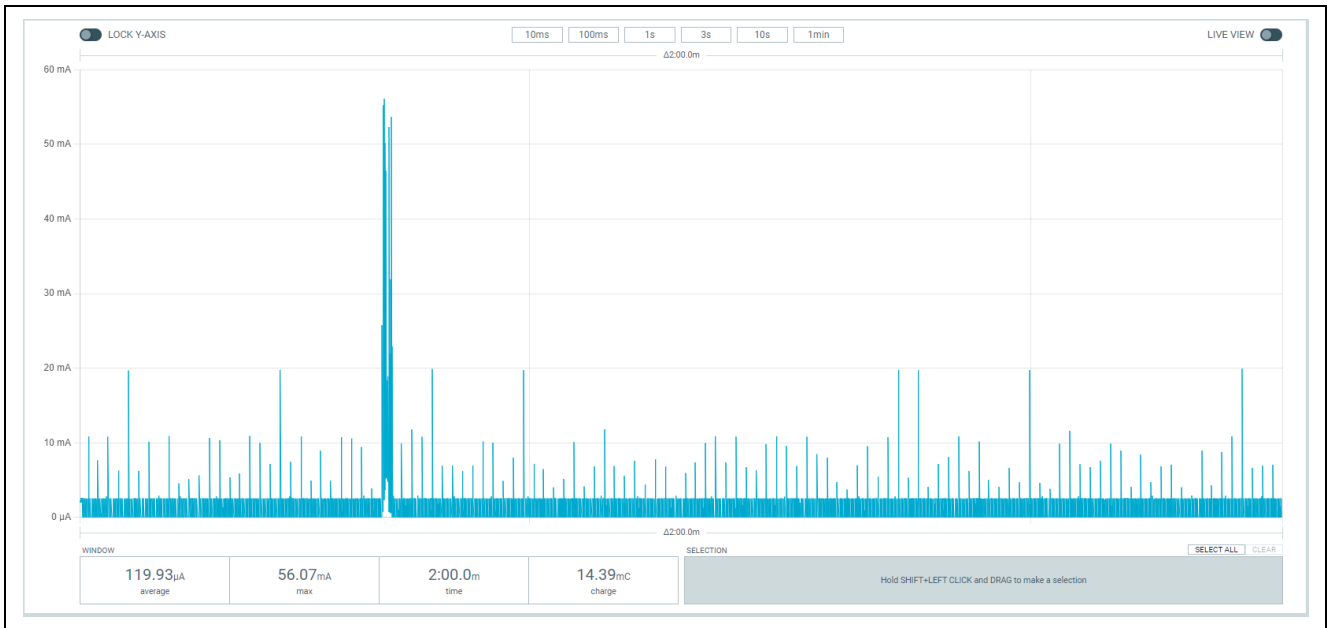 LOCK Y-AXIS
10ms 100ms 1s 3s 10s 1min
LIVE VIEW
Δ2:00.0m
60 mA
50 mA
40 mA
30 mA
20 mA
10 mA
0 µA
Δ2:00.0m
WINDOW
119.93µA 56.07mA 2:00.0m 14.39mC
average max time charge
SELECTION
SELECT ALL CLEAR
Hold SHIFT+LEFT CLICK and DRAG to make a selection